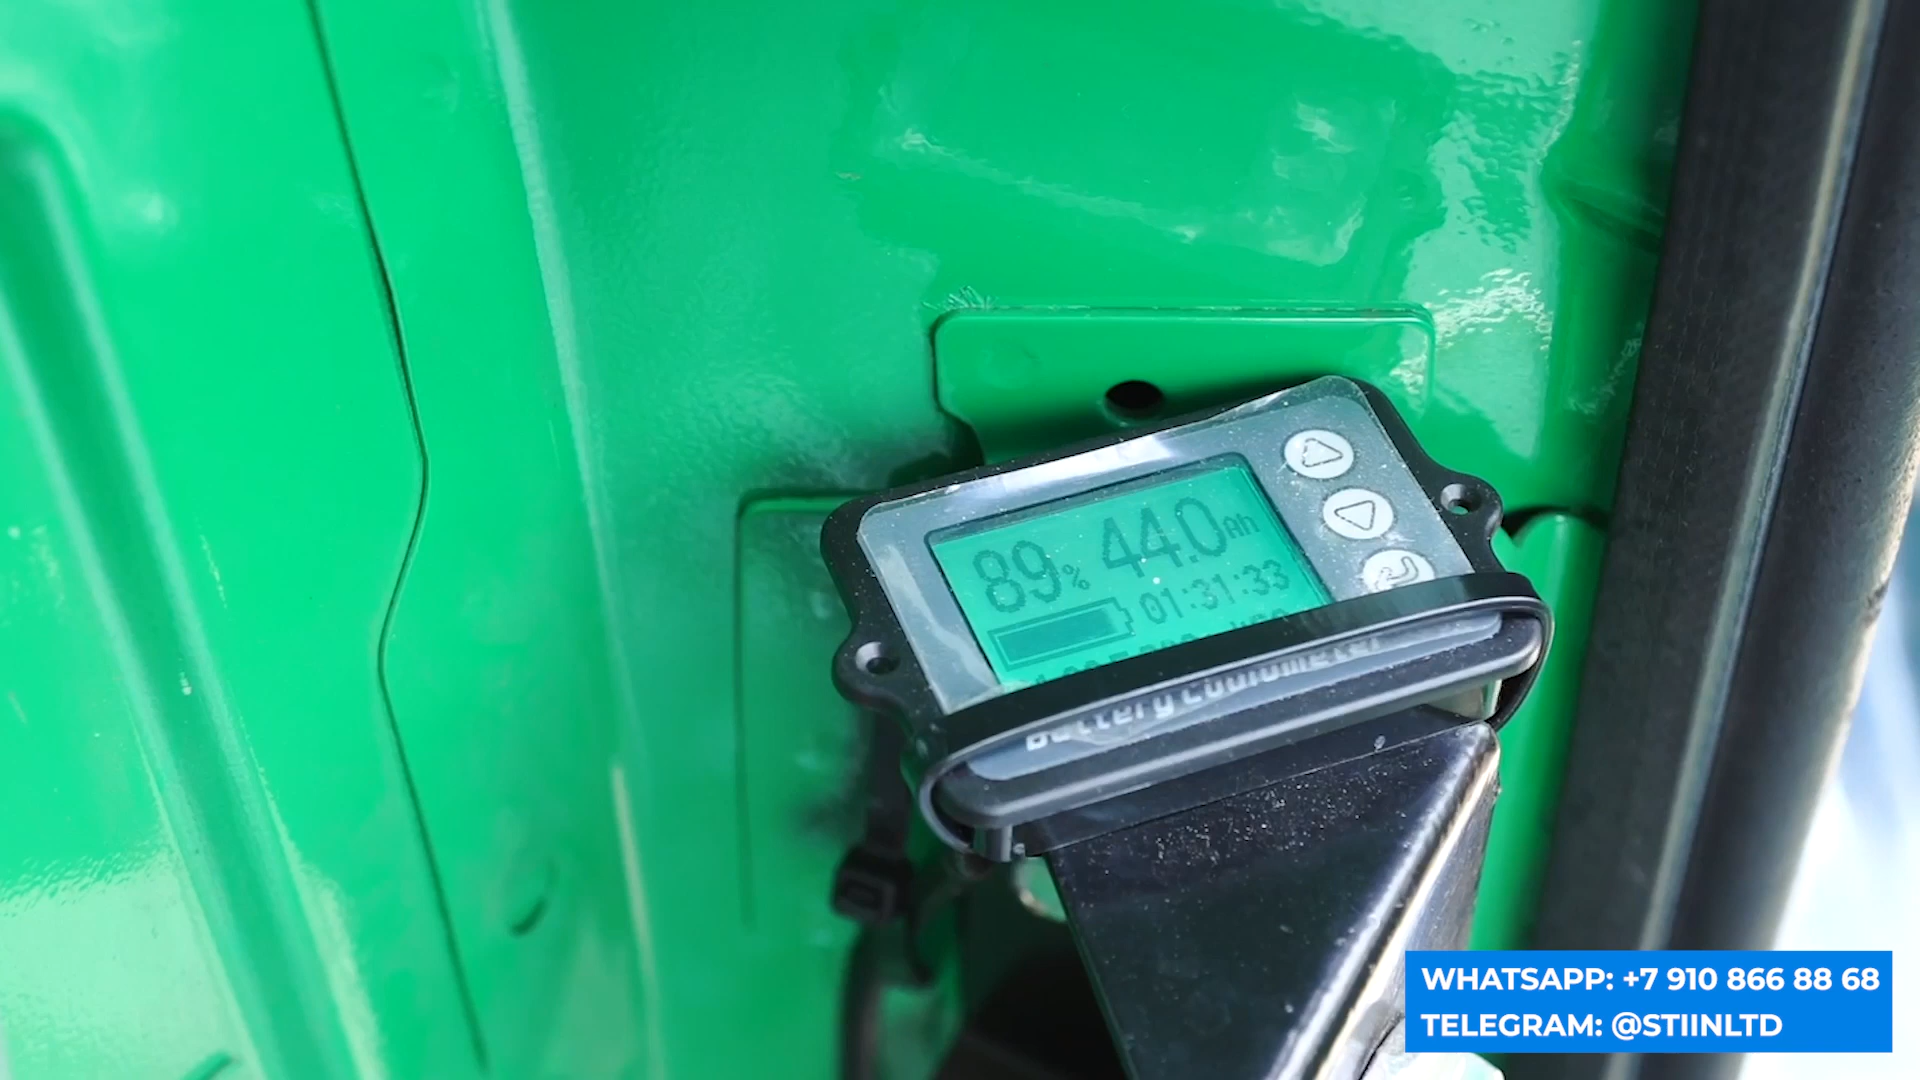 89% 44.0Ah
01:31:33
Battery Coulometer
WHATSAPP: +7 910 866 88 68
TELEGRAM: @STIINLTD